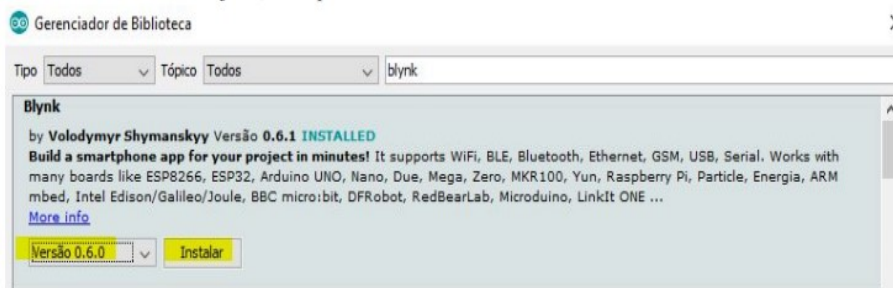 Gerenciador de Biblioteca
Tipo Todos Tópico Todos blynk
Blynk
by Volodymyr Shymanskyy Versão 0.6.1 INSTALLED
Build a smartphone app for your project in minutes! It supports WiFi, BLE, Bluetooth, Ethernet, GSM, USB, Serial. Works with
many boards like ESP8266, ESP32, Arduino UNO, Nano, Due, Mega, Zero, MKR100, Yun, Raspberry Pi, Particle, Energia, ARM
mbed, Intel Edison/Galileo/Joule, BBC micro:bit, DFRobot, RedBearLab, Microduino, LinkIt ONE ...
More info
Versão 0.6.0 Instalar